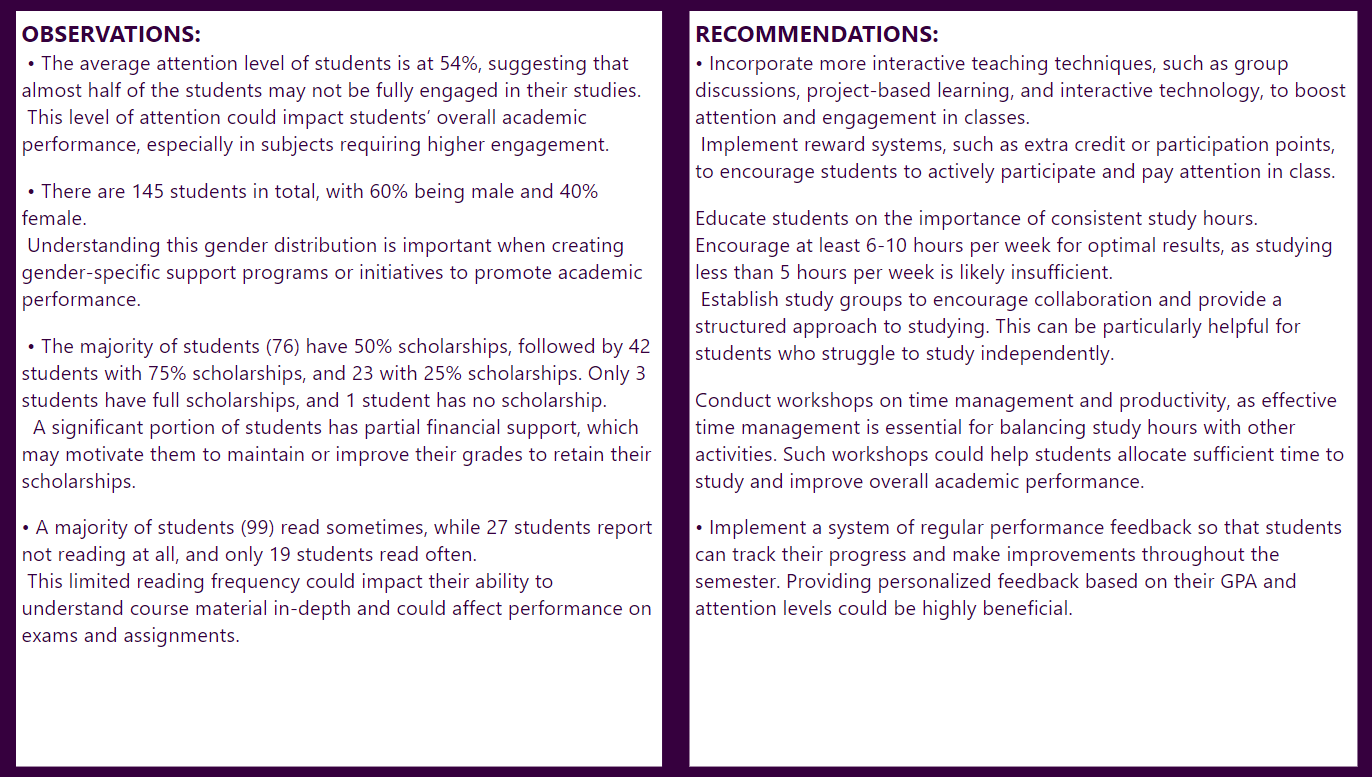 OBSERVATIONS:
• The average attention level of students is at 54%, suggesting that
almost half of the students may not be fully engaged in their studies.
This level of attention could impact students’ overall academic
performance, especially in subjects requiring higher engagement.
• There are 145 students in total, with 60% being male and 40%
female.
Understanding this gender distribution is important when creating
gender-specific support programs or initiatives to promote academic
performance.
• The majority of students (76) have 50% scholarships, followed by 42
students with 75% scholarships, and 23 with 25% scholarships. Only 3
students have full scholarships, and 1 student has no scholarship.
A significant portion of students has partial financial support, which
may motivate them to maintain or improve their grades to retain their
scholarships.
• A majority of students (99) read sometimes, while 27 students report
not reading at all, and only 19 students read often.
This limited reading frequency could impact their ability to
understand course material in-depth and could affect performance on
exams and assignments.
RECOMMENDATIONS:
• Incorporate more interactive teaching techniques, such as group
discussions, project-based learning, and interactive technology, to boost
attention and engagement in classes.
Implement reward systems, such as extra credit or participation points,
to encourage students to actively participate and pay attention in class.
Educate students on the importance of consistent study hours.
Encourage at least 6-10 hours per week for optimal results, as studying
less than 5 hours per week is likely insufficient.
Establish study groups to encourage collaboration and provide a
structured approach to studying. This can be particularly helpful for
students who struggle to study independently.
Conduct workshops on time management and productivity, as effective
time management is essential for balancing study hours with other
activities. Such workshops could help students allocate sufficient time to
study and improve overall academic performance.
• Implement a system of regular performance feedback so that students
can track their progress and make improvements throughout the
semester. Providing personalized feedback based on their GPA and
attention levels could be highly beneficial.